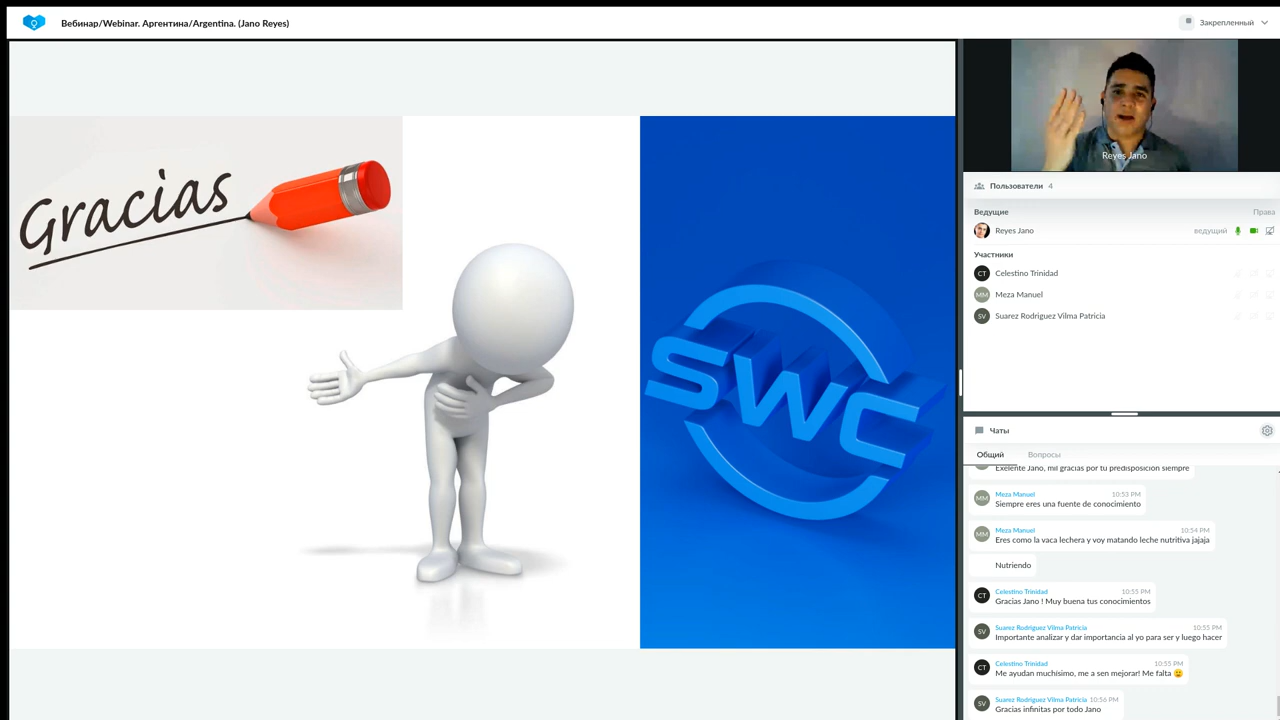 Вебинар/Webinar. Аргентина/Argentina. (Jano Reyes)
Закрепленный
Gracias
SWC
Reyes Jano
Пользователи 4
Ведущие Права
Reyes Jano ведущий
Участники
CT Celestino Trinidad
MM Meza Manuel
SV Suarez Rodriguez Vilma Patricia
Чаты
Общий Вопросы
Exelente Jano, mil gracias por tu predisposición siempre
MM Meza Manuel 10:53 PM
Siempre eres una fuente de conocimiento
MM Meza Manuel 10:54 PM
Eres como la vaca lechera y voy matando leche nutritiva jajaja
Nutriendo
CT Celestino Trinidad 10:55 PM
Gracias Jano ! Muy buena tus conocimientos
SV Suarez Rodriguez Vilma Patricia 10:55 PM
Importante analizar y dar importancia al yo para ser y luego hacer
CT Celestino Trinidad 10:55 PM
Me ayudan muchísimo, me a sen mejorar! Me falta
SV Suarez Rodriguez Vilma Patricia 10:56 PM
Gracias infinitas por todo Jano